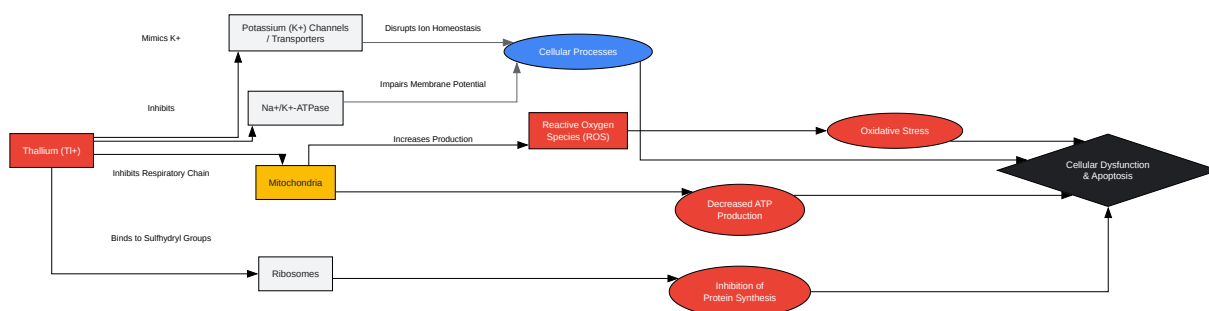 Potassium (K+) Channels
/ Transporters
Mimics K+
Disrupts Ion Homeostasis
Cellular Processes
Impairs Membrane Potential
Inhibits
Na+/K+-ATPase
Reactive Oxygen
Species (ROS)
Oxidative Stress
Increases Production
Thallium (Tl+)
Cellular Dysfunction
& Apoptosis
Inhibits Respiratory Chain
Mitochondria
Decreased ATP
Production
Binds to Sulfhydryl Groups
Ribosomes
Inhibition of
Protein Synthesis